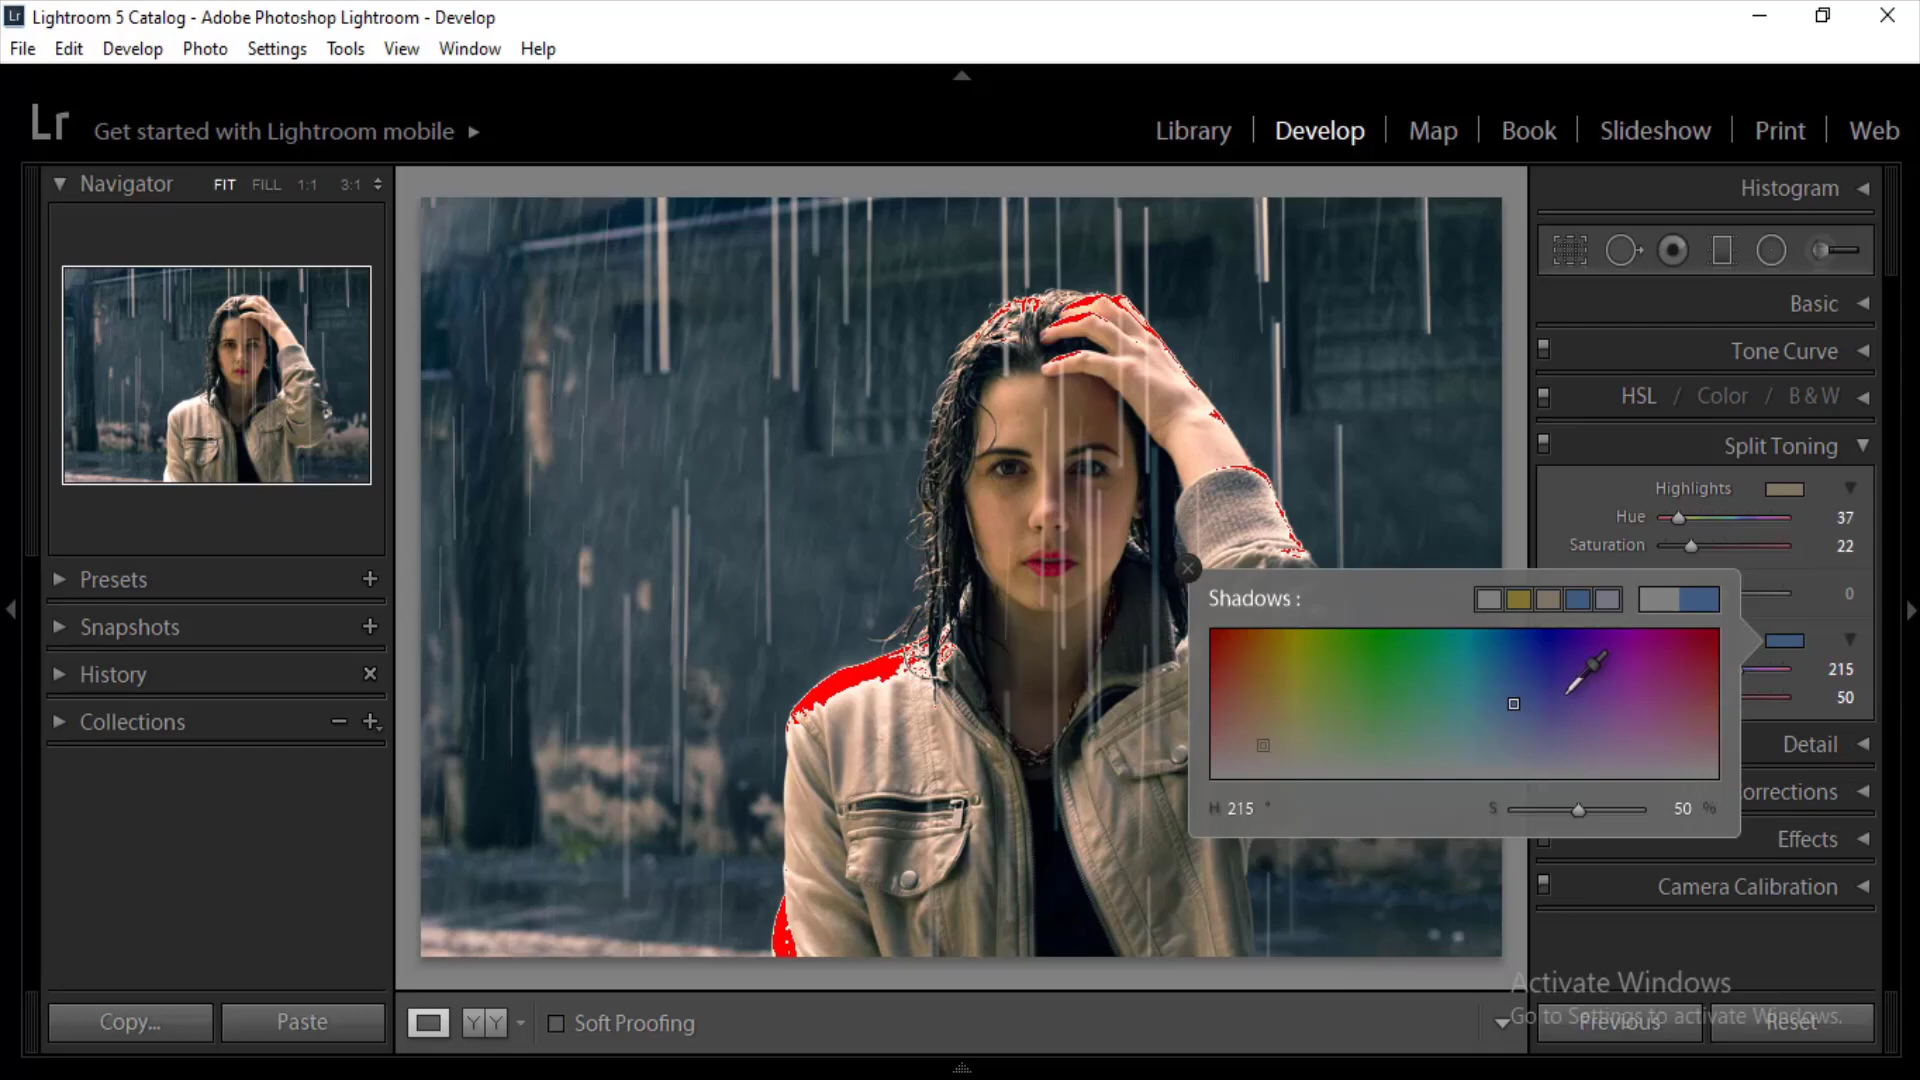 Lr Lightroom 5 Catalog - Adobe Photoshop Lightroom - Develop
File Edit Develop Photo Settings Tools View Window Help
Lr Get started with Lightroom mobile
Library Develop Map Book Slideshow Print Web
Navigator FIT FILL 1:1 3:1
Histogram
Basic
Tone Curve
HSL / Color / B & W
Split Toning
Highlights
Hue 37
Saturation 22
0
Presets
Snapshots
History
Collections
Shadows :
215
50
H 215 °
S 50 %
Detail
orrections
Effects
Camera Calibration
Activate Windows
Go to Settings to activate Windows.
Copy... Paste
Y Y Soft Proofing
Previous Reset